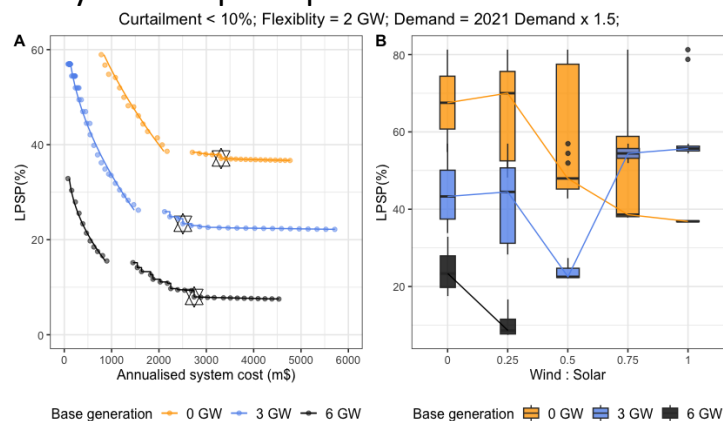 Curtailment < 10%; Flexiblity = 2 GW; Demand = 2021 Demand x 1.5;
A
60
40
20
0
LPSP(%)
0 1000 2000 3000 4000 5000 6000
Annualised system cost (m$)
Base generation 0 GW 3 GW 6 GW
B
80
60
40
20
LPSP(%)
0 0.25 0.5 0.75 1
Wind : Solar
Base generation 0 GW 3 GW 6 GW